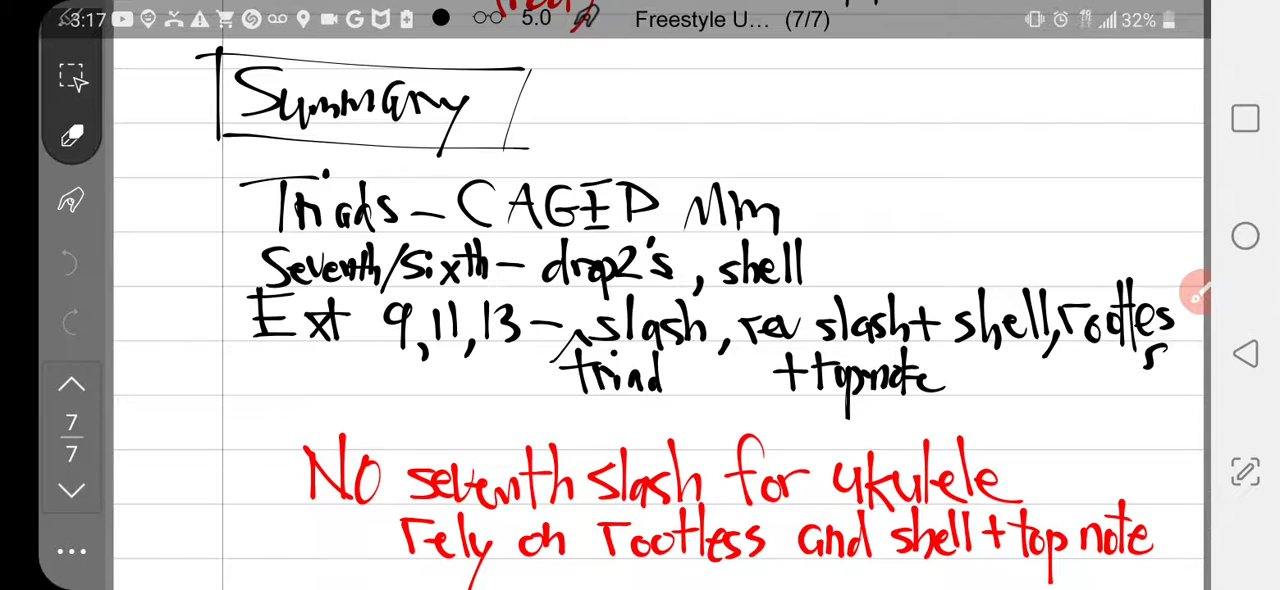 3:17 5.0 Freestyle U... (7/7) 32%
Summary
Triads - CAGED Mm
Seventh/Sixth - drop2's, shell
Ext 9, 11, 13 - ^ slash, rev slash + shell, rootless
triad + topnote
7
7
No seventh slash for ukulele
rely on rootless and shell + top note